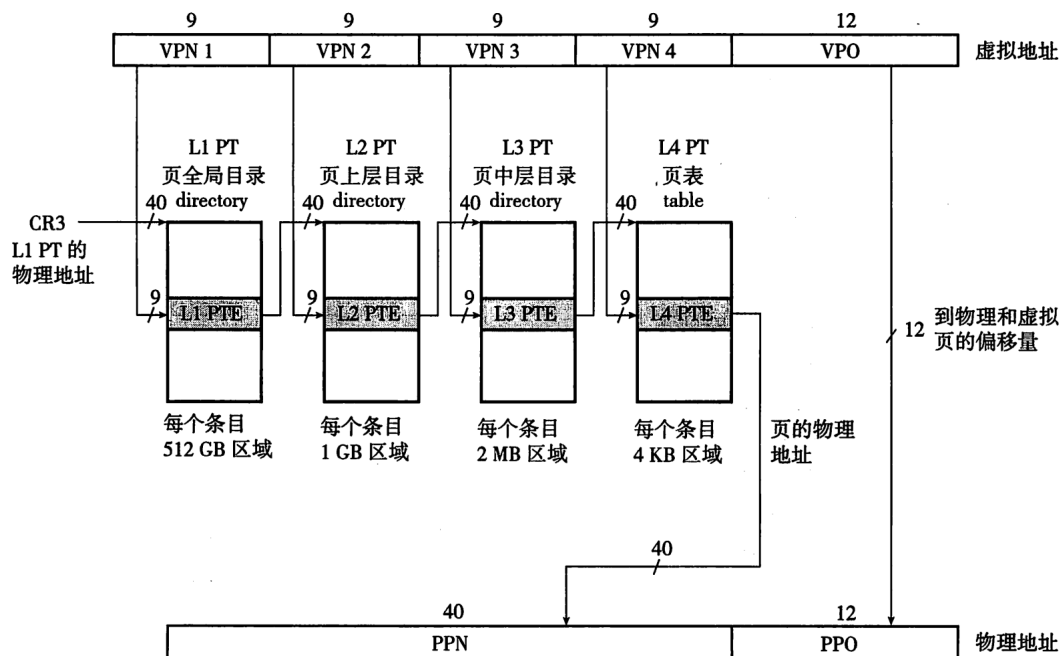 9 9 9 9 12
VPN 1 VPN 2 VPN 3 VPN 4 VPO 虚拟地址
L1 PT
页全局目录
directory
L2 PT
页上层目录
directory
L3 PT
页中层目录
directory
L4 PT
页表
table
40 40 40 40
CR3
L1 PT 的
物理地址
9 9 9 9
L1 PTE L2 PTE L3 PTE L4 PTE
12
到物理和虚拟
页的偏移量
每个条目
512 GB 区域
每个条目
1 GB 区域
每个条目
2 MB 区域
每个条目
4 KB 区域
页的物理
地址
40
40 12
PPN PPO 物理地址